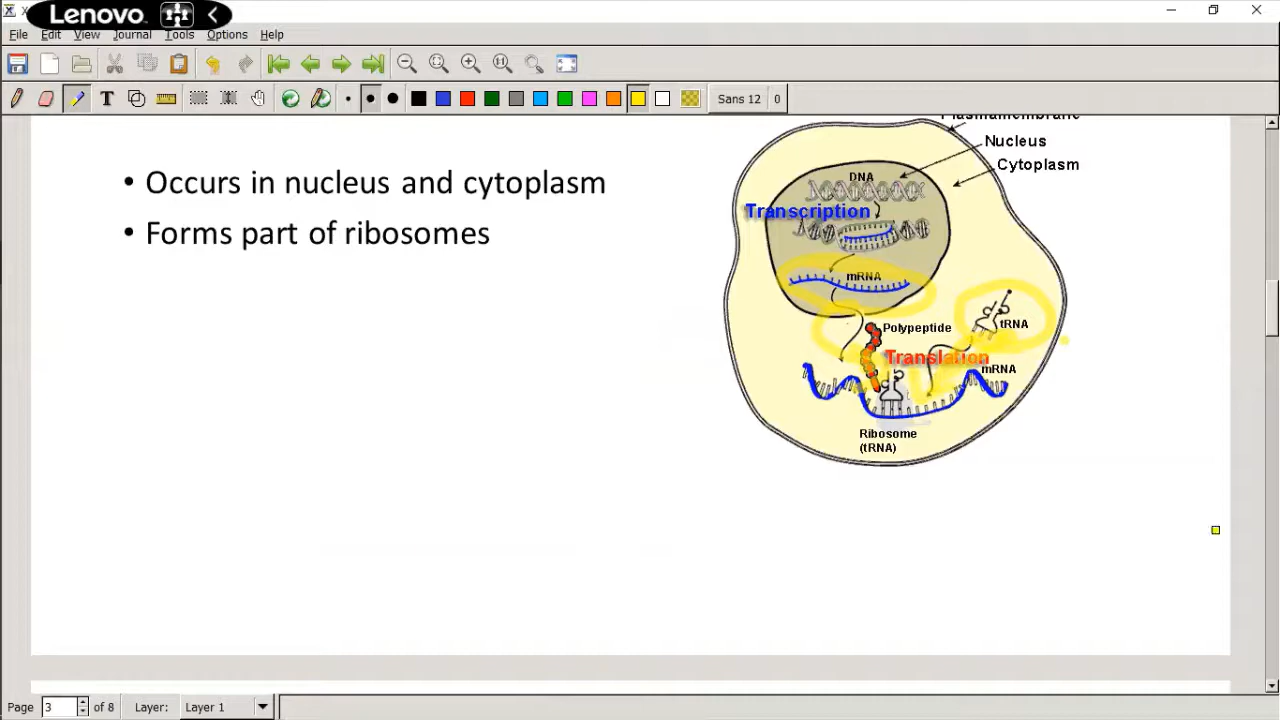 Lenovo
File Edit View Journal Tools Options Help
T
Sans 12 0
• Occurs in nucleus and cytoplasm
• Forms part of ribosomes
Nucleus
Cytoplasm
DNA
Transcription
mRNA
Polypeptide
tRNA
Translation
mRNA
Ribosome
(tRNA)
Page 3 of 8 Layer: Layer 1